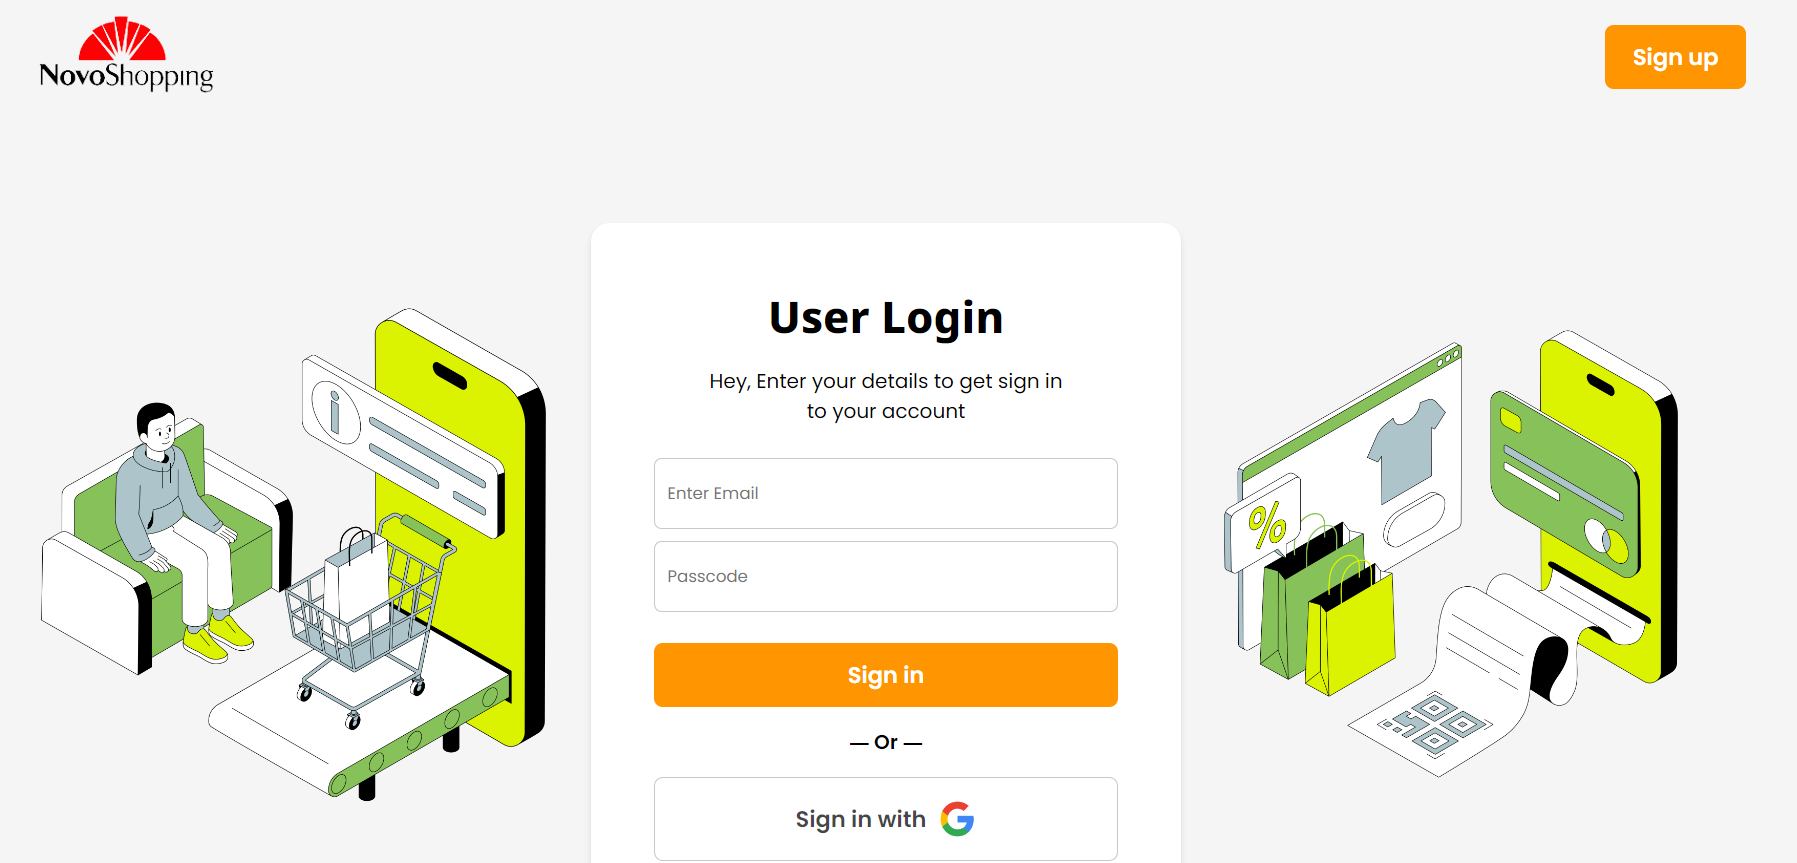 NovoShopping
Sign up
User Login
Hey, Enter your details to get sign in
to your account
Enter Email
Passcode
Sign in
— Or —
Sign in with
i
%